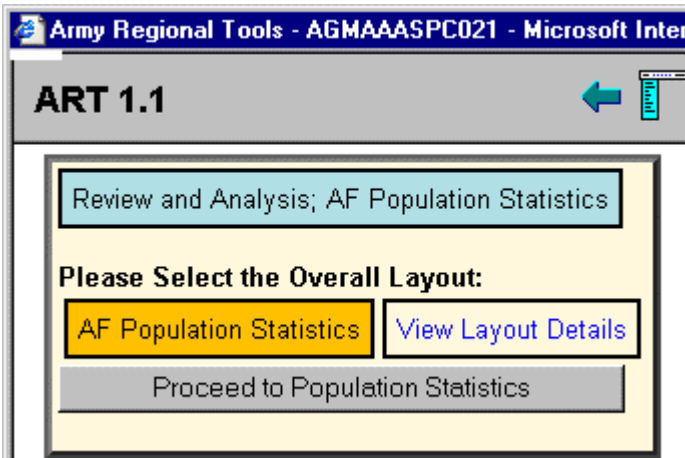 Army Regional Tools - AGMAAASPC021 - Microsoft Inter
ART 1.1
Review and Analysis; AF Population Statistics
Please Select the Overall Layout:
AF Population Statistics View Layout Details
Proceed to Population Statistics